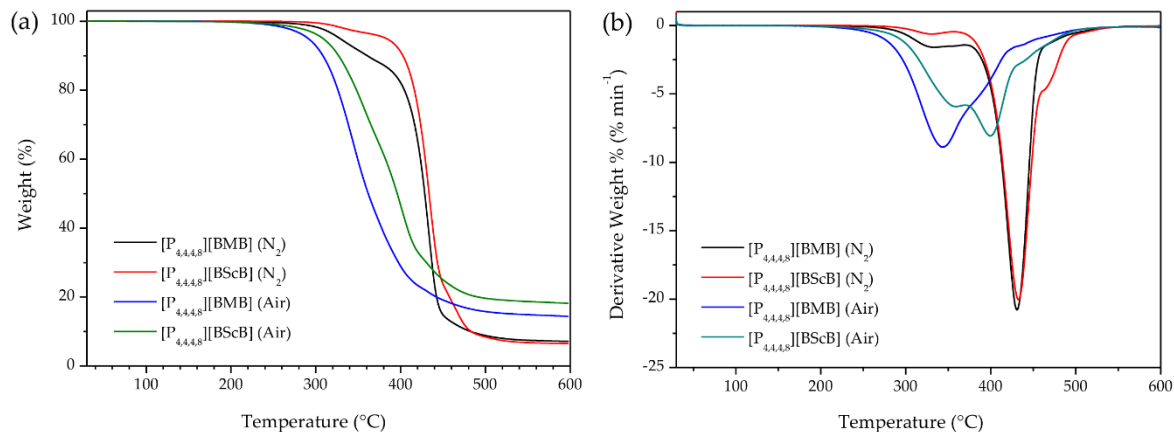 (a)
100
80
60
40
20
0
Weight (%)
[P4,4,4,8][BMB] (N2)
[P4,4,4,8][BScB] (N2)
[P4,4,4,8][BMB] (Air)
[P4,4,4,8][BScB] (Air)
100 200 300 400 500 600
Temperature (°C)
(b)
0
-5
-10
-15
-20
-25
Derivative Weight % (% min-1)
[P4,4,4,8][BMB] (N2)
[P4,4,4,8][BScB] (N2)
[P4,4,4,8][BMB] (Air)
[P4,4,4,8][BScB] (Air)
100 200 300 400 500 600
Temperature (°C)